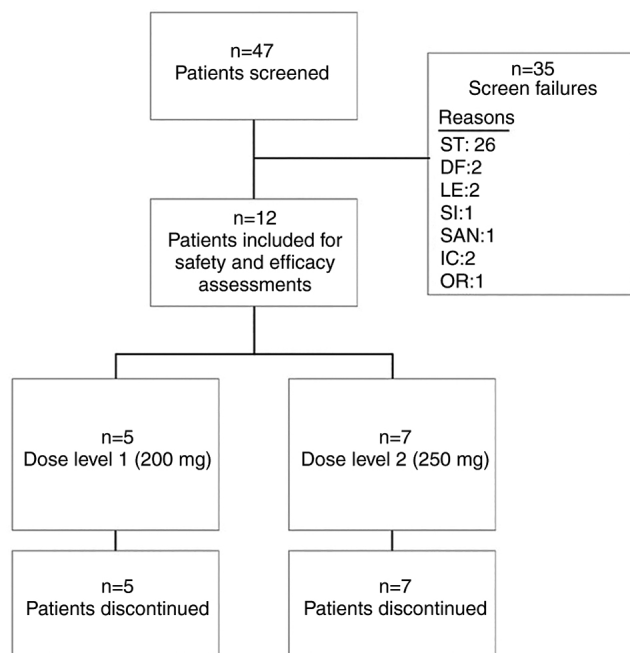 n=47
Patients screened
n=35
Screen failures
Reasons
ST: 26
DF:2
LE:2
SI:1
SAN:1
IC:2
OR:1
n=12
Patients included for
safety and efficacy
assessments
n=5
Dose level 1 (200 mg)
n=7
Dose level 2 (250 mg)
n=5
Patients discontinued
n=7
Patients discontinued